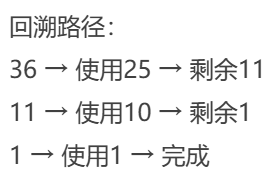 回溯路径：
36 → 使用25 → 剩余11
11 → 使用10 → 剩余1
1 → 使用1 → 完成